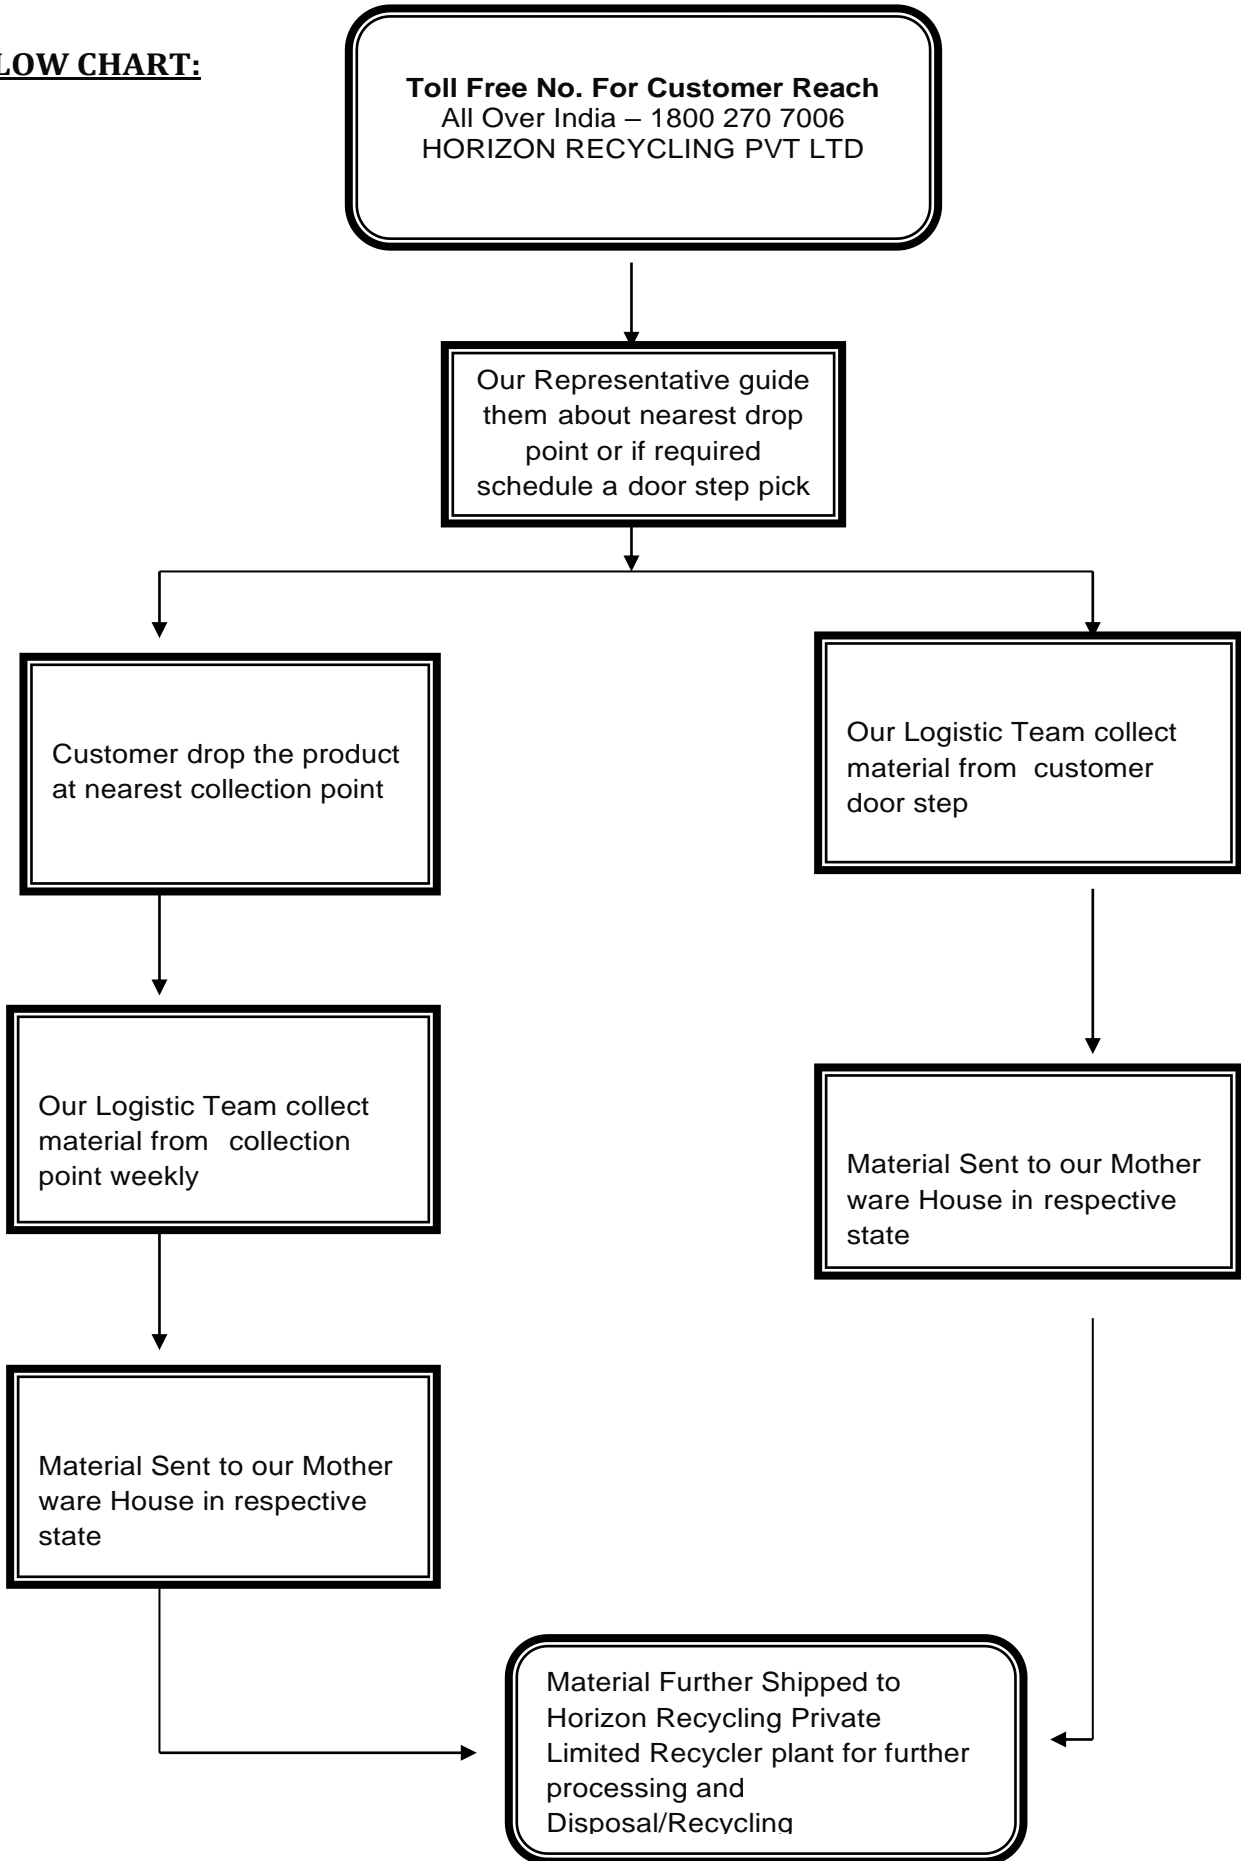 LOW CHART:
Toll Free No. For Customer Reach
All Over India – 1800 270 7006
HORIZON RECYCLING PVT LTD
Our Representative guide
them about nearest drop
point or if required
schedule a door step pick
Customer drop the product
at nearest collection point
Our Logistic Team collect
material from customer
door step
Our Logistic Team collect
material from collection
point weekly
Material Sent to our Mother
ware House in respective
state
Material Sent to our Mother
ware House in respective
state
Material Further Shipped to
Horizon Recycling Private
Limited Recycler plant for further
processing and
Disposal/Recycling